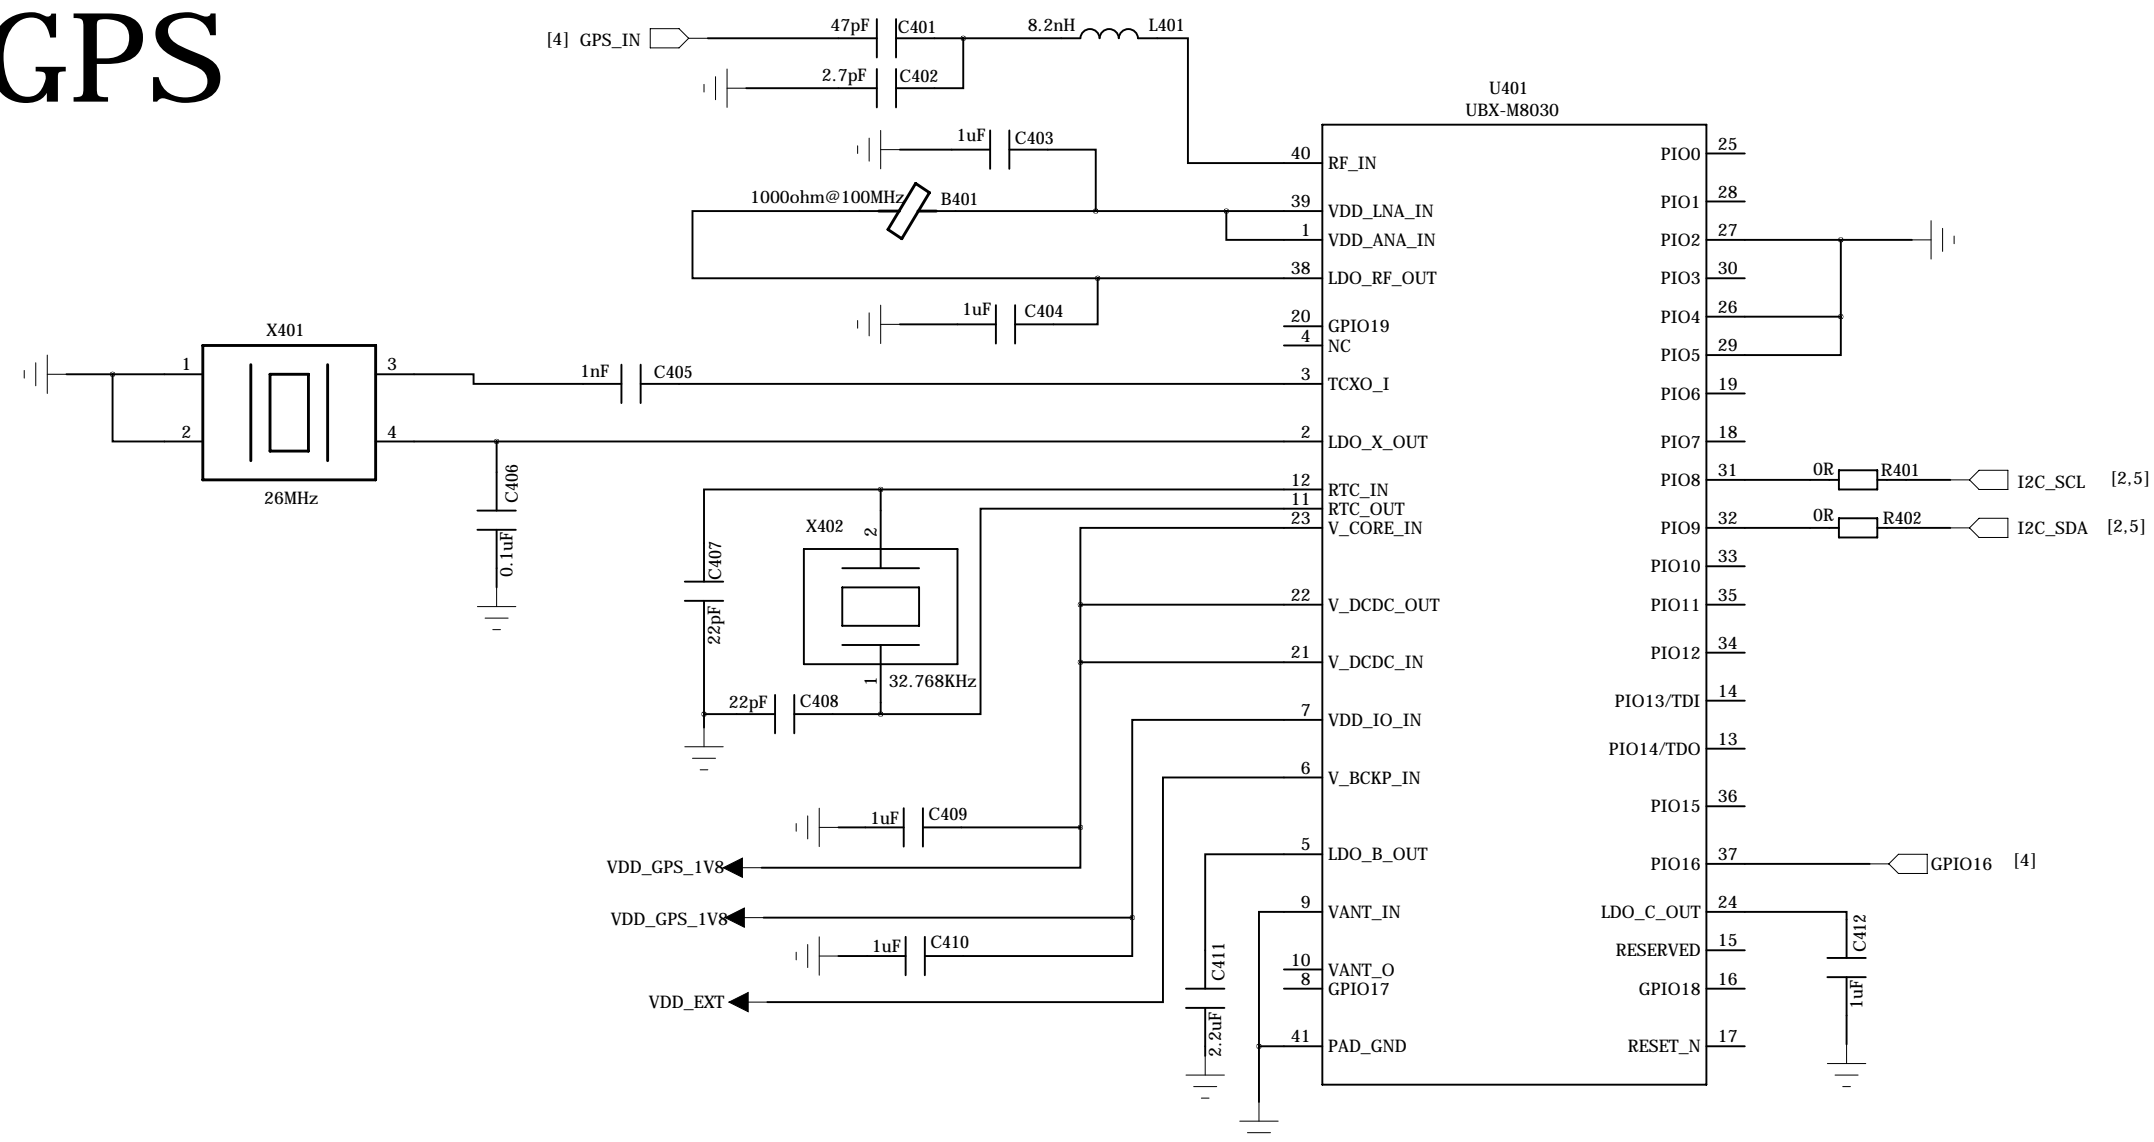 GPS
[4] GPS_IN
47pF C401
8.2nH L401
2.7pF C402
1uF C403
1000ohm@100MHz B401
1uF C404
X401
1
2
3
4
26MHz
1nF C405
C406
0.1uF
X402
2
1
32.768KHz
C407
22pF
22pF C408
1uF C409
VDD_GPS_1V8
VDD_GPS_1V8
1uF C410
VDD_EXT
C411
2.2uF
U401
UBX-M8030
40 RF_IN
39 VDD_LNA_IN
1 VDD_ANA_IN
38 LDO_RF_OUT
20 GPIO19
4 NC
3 TCXO_I
2 LDO_X_OUT
12 RTC_IN
11 RTC_OUT
23 V_CORE_IN
22 V_DCDC_OUT
21 V_DCDC_IN
7 VDD_IO_IN
6 V_BCKP_IN
5 LDO_B_OUT
9 VANT_IN
10 VANT_O
8 GPIO17
41 PAD_GND
PIO0 25
PIO1 28
PIO2 27
PIO3 30
PIO4 26
PIO5 29
PIO6 19
PIO7 18
PIO8 31
PIO9 32
PIO10 33
PIO11 35
PIO12 34
PIO13/TDI 14
PIO14/TDO 13
PIO15 36
PIO16 37
LDO_C_OUT 24
RESERVED 15
GPIO18 16
RESET_N 17
0R R401 I2C_SCL [2,5]
0R R402 I2C_SDA [2,5]
GPIO16 [4]
C412
1uF